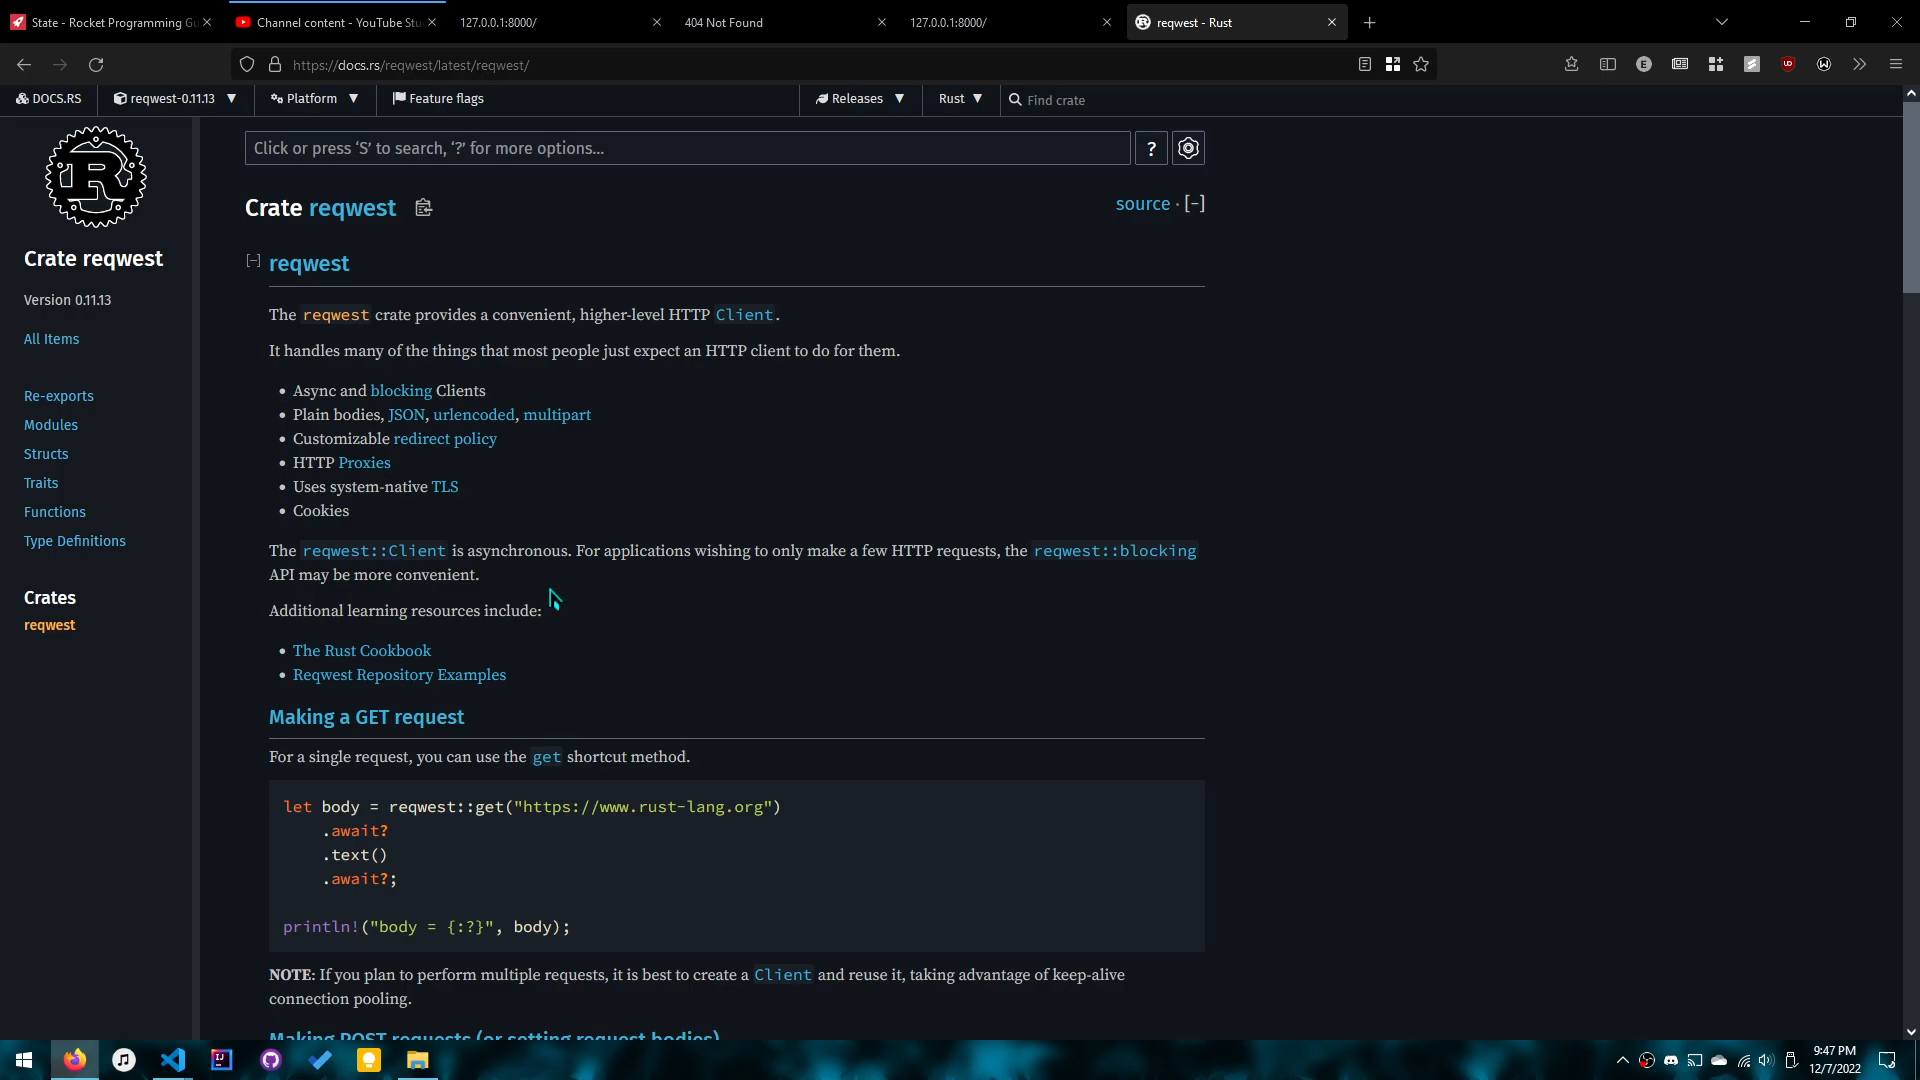 State - Rocket Programming Gu
Channel content - YouTube Stu
127.0.0.1:8000/
404 Not Found
127.0.0.1:8000/
reqwest - Rust
https://docs.rs/reqwest/latest/reqwest/
DOCS.RS
reqwest-0.11.13
Platform
Feature flags
Releases
Rust
Find crate
Click or press ‘S’ to search, ‘?’ for more options...
?
Crate reqwest
source · [-]
Crate reqwest
Version 0.11.13
All Items
Re-exports
Modules
Structs
Traits
Functions
Type Definitions
Crates
reqwest
[-] reqwest
The reqwest crate provides a convenient, higher-level HTTP Client.
It handles many of the things that most people just expect an HTTP client to do for them.
• Async and blocking Clients
• Plain bodies, JSON, urlencoded, multipart
• Customizable redirect policy
• HTTP Proxies
• Uses system-native TLS
• Cookies
The reqwest::Client is asynchronous. For applications wishing to only make a few HTTP requests, the reqwest::blocking
API may be more convenient.
Additional learning resources include:
• The Rust Cookbook
• Reqwest Repository Examples
Making a GET request
For a single request, you can use the get shortcut method.
let body = reqwest::get("https://www.rust-lang.org")
    .await?
    .text()
    .await?;
println!("body = {:?}", body);
NOTE: If you plan to perform multiple requests, it is best to create a Client and reuse it, taking advantage of keep-alive
connection pooling.
Making POST requests (or setting request bodies)
9:47 PM
12/7/2022